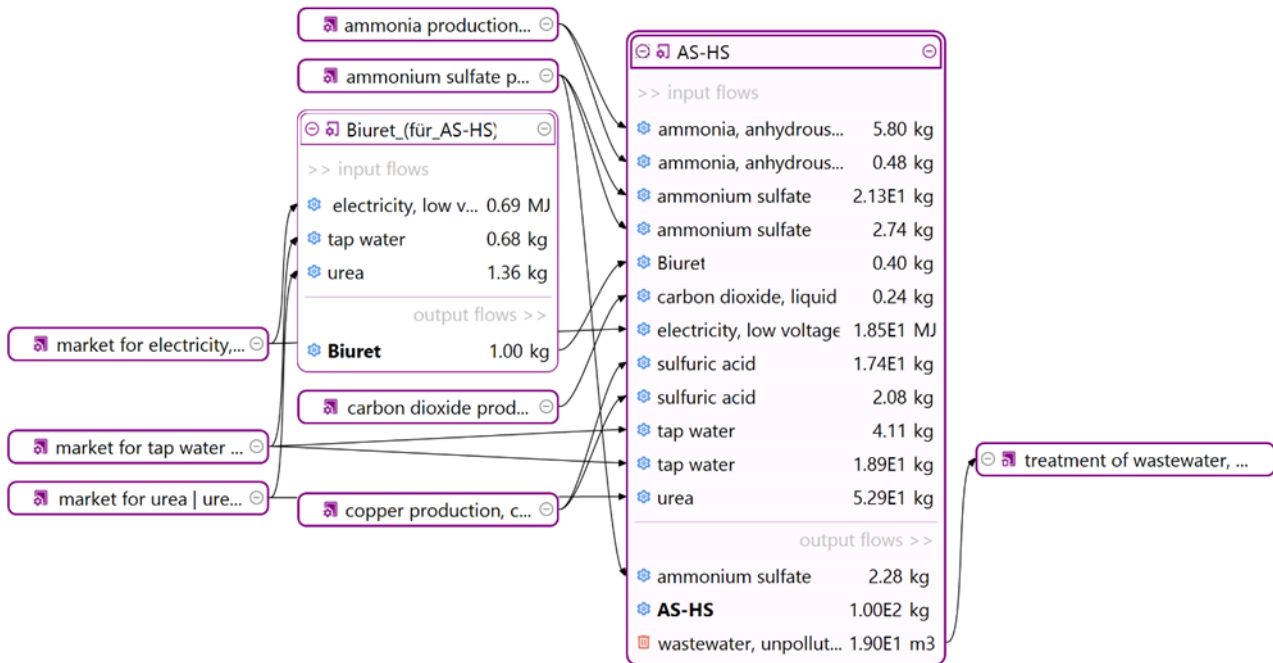 ammonia production...
ammonium sulfate p...
Biuret_(für_AS-HS)
>> input flows
electricity, low v... 0.69 MJ
tap water 0.68 kg
urea 1.36 kg
output flows >>
Biuret 1.00 kg
market for electricity,...
carbon dioxide prod...
market for tap water ...
market for urea | ure...
copper production, c...
AS-HS
>> input flows
ammonia, anhydrous... 5.80 kg
ammonia, anhydrous... 0.48 kg
ammonium sulfate 2.13E1 kg
ammonium sulfate 2.74 kg
Biuret 0.40 kg
carbon dioxide, liquid 0.24 kg
electricity, low voltage 1.85E1 MJ
sulfuric acid 1.74E1 kg
sulfuric acid 2.08 kg
tap water 4.11 kg
tap water 1.89E1 kg
urea 5.29E1 kg
output flows >>
ammonium sulfate 2.28 kg
AS-HS 1.00E2 kg
wastewater, unpollut... 1.90E1 m3
treatment of wastewater, ...